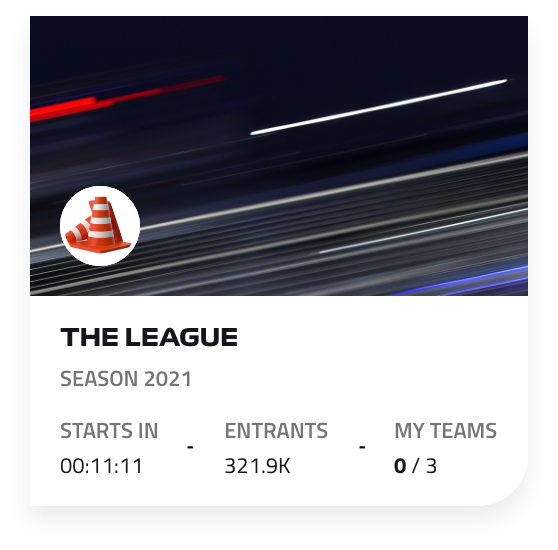 THE LEAGUE
SEASON 2021
STARTS IN - ENTRANTS - MY TEAMS
00:11:11 321.9K 0 / 3